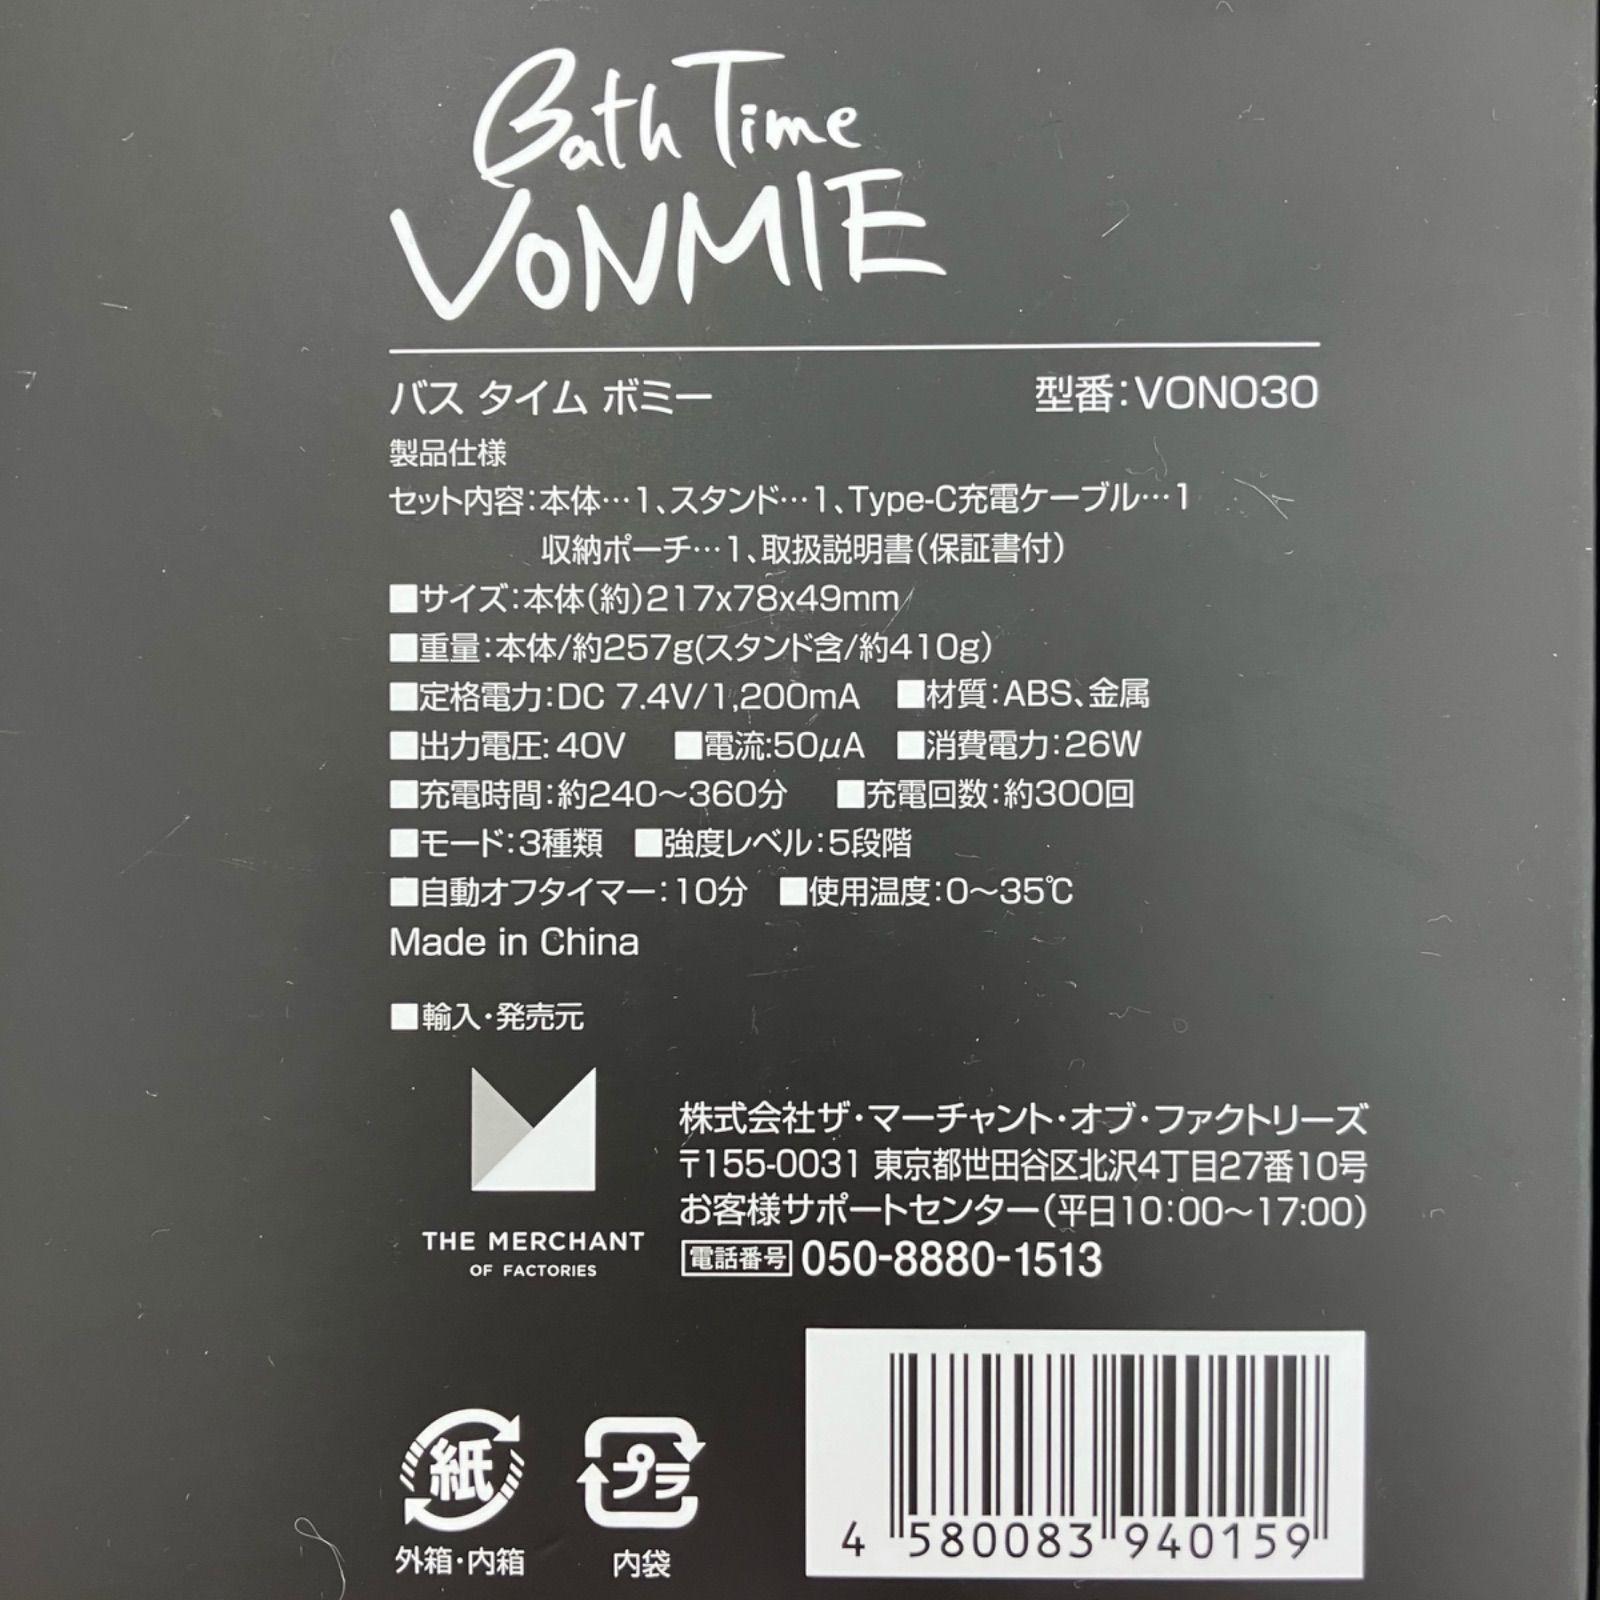 Bath Time
VONMIE
バス タイム ボミー 型番:VON030
製品仕様
セット内容:本体…1、スタンド…1、Type-C充電ケーブル…1
収納ポーチ…1、取扱説明書(保証書付)
■サイズ:本体(約)217x78x49mm
■重量:本体/約257g(スタンド含/約410g)
■定格電力:DC 7.4V/1,200mA ■材質:ABS、金属
■出力電圧:40V ■電流:50μA ■消費電力:26W
■充電時間:約240〜360分 ■充電回数:約300回
■モード:3種類 ■強度レベル:5段階
■自動オフタイマー:10分 ■使用温度:0〜35℃
Made in China
■輸入・発売元
THE MERCHANT
OF FACTORIES
株式会社ザ・マーチャント・オブ・ファクトリーズ
〒155-0031 東京都世田谷区北沢4丁目27番10号
お客様サポートセンター(平日10:00〜17:00)
電話番号 050-8880-1513
紙
外箱・内箱
プラ
内袋
4 580083 940159